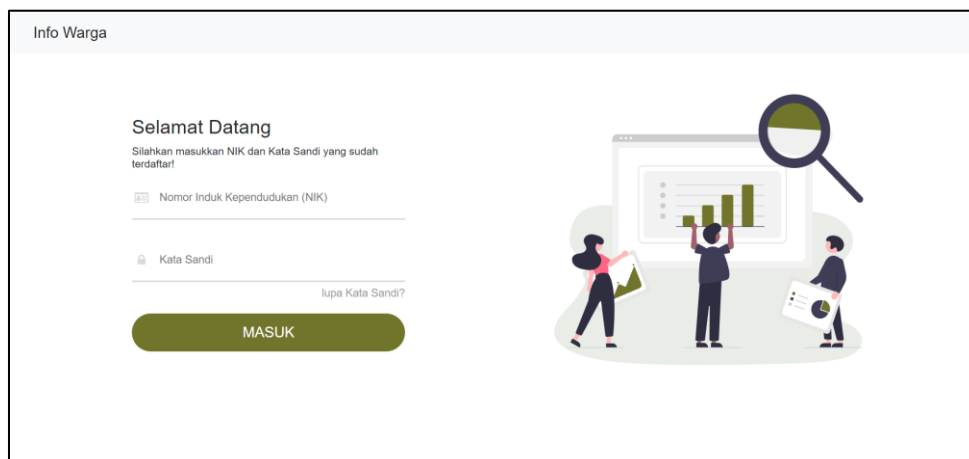 Info Warga
Selamat Datang
Silahkan masukkan NIK dan Kata Sandi yang sudah
terdaftar!
Nomor Induk Kependudukan (NIK)
Kata Sandi
lupa Kata Sandi?
MASUK